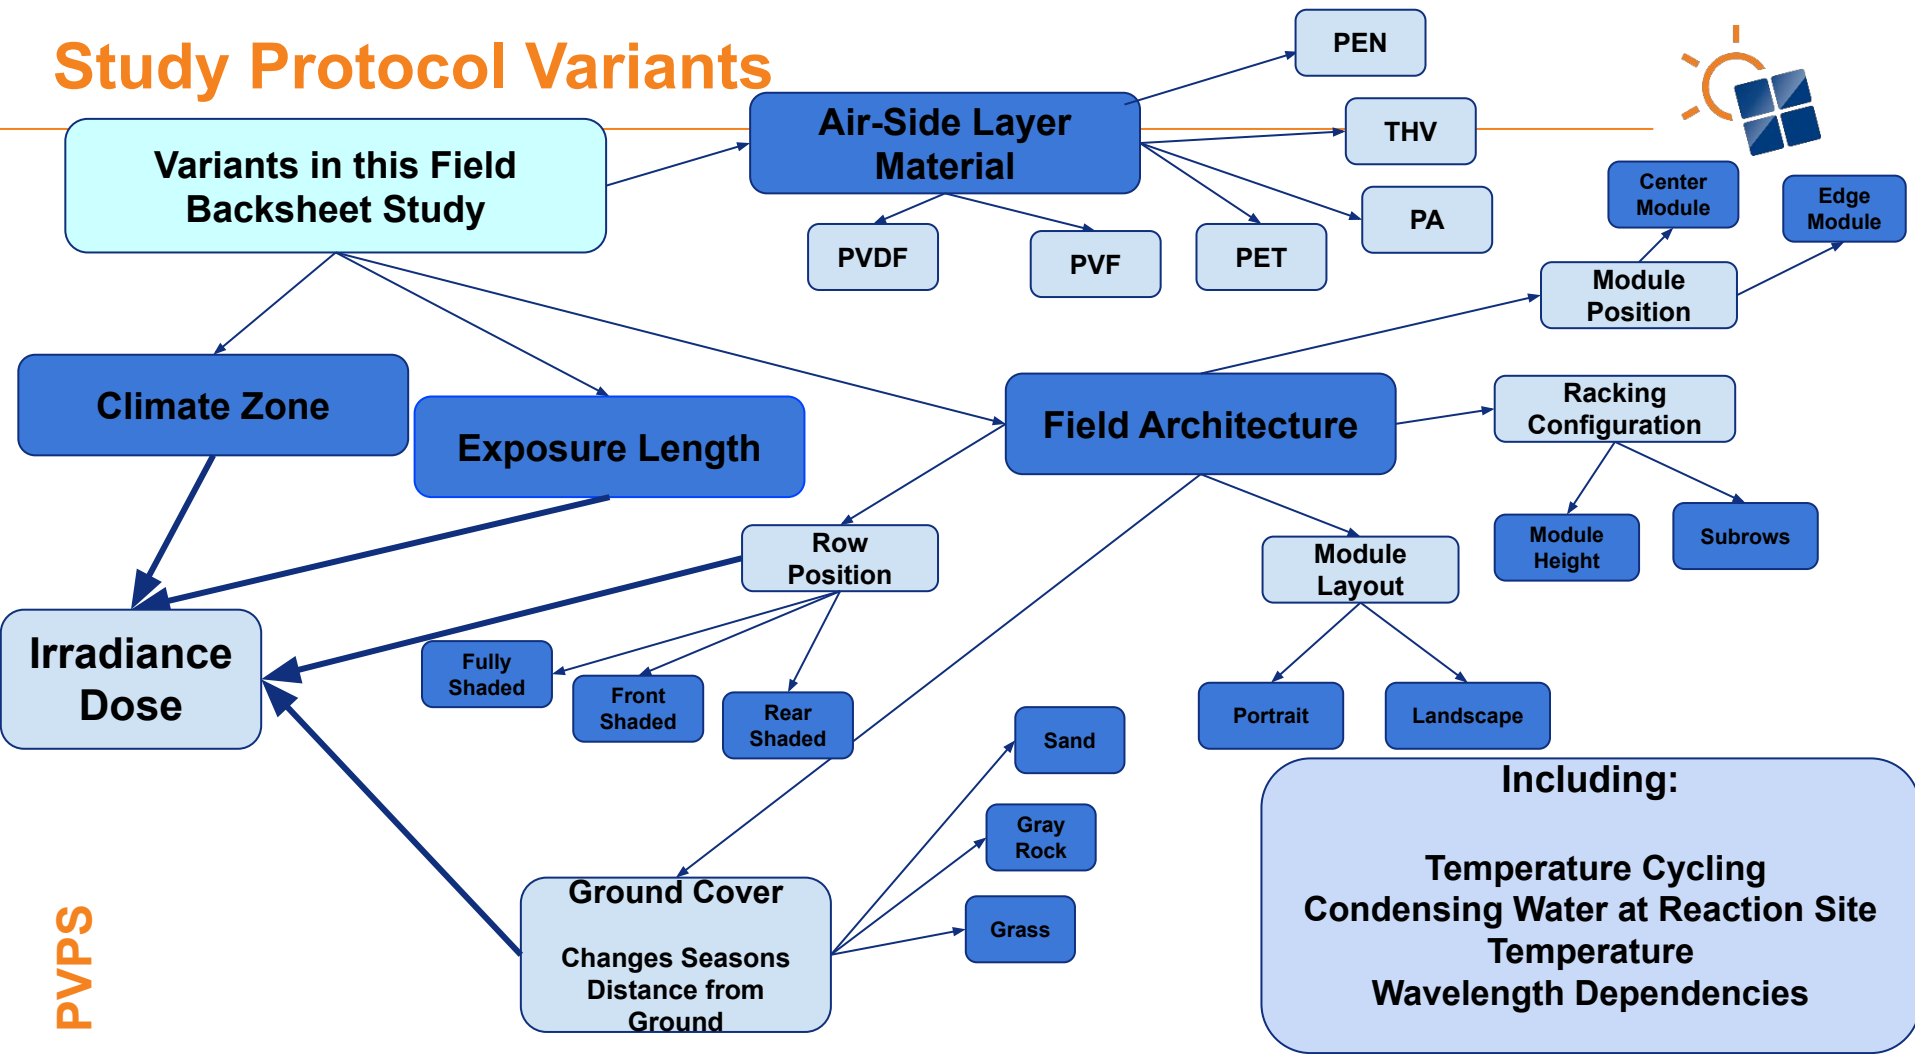 Study Protocol Variants
PEN
Air-Side Layer
Material
THV
Variants in this Field
Backsheet Study
PA
Center
Module
Edge
Module
PVDF
PVF
PET
Module
Position
Climate Zone
Exposure Length
Field Architecture
Racking
Configuration
Row
Position
Module
Layout
Module
Height
Subrows
Irradiance
Dose
Fully
Shaded
Front
Shaded
Rear
Shaded
Portrait
Landscape
Sand
Gray
Rock
Grass
Ground Cover
Changes Seasons
Distance from
Ground
Including:
Temperature Cycling
Condensing Water at Reaction Site
Temperature
Wavelength Dependencies
PVPS